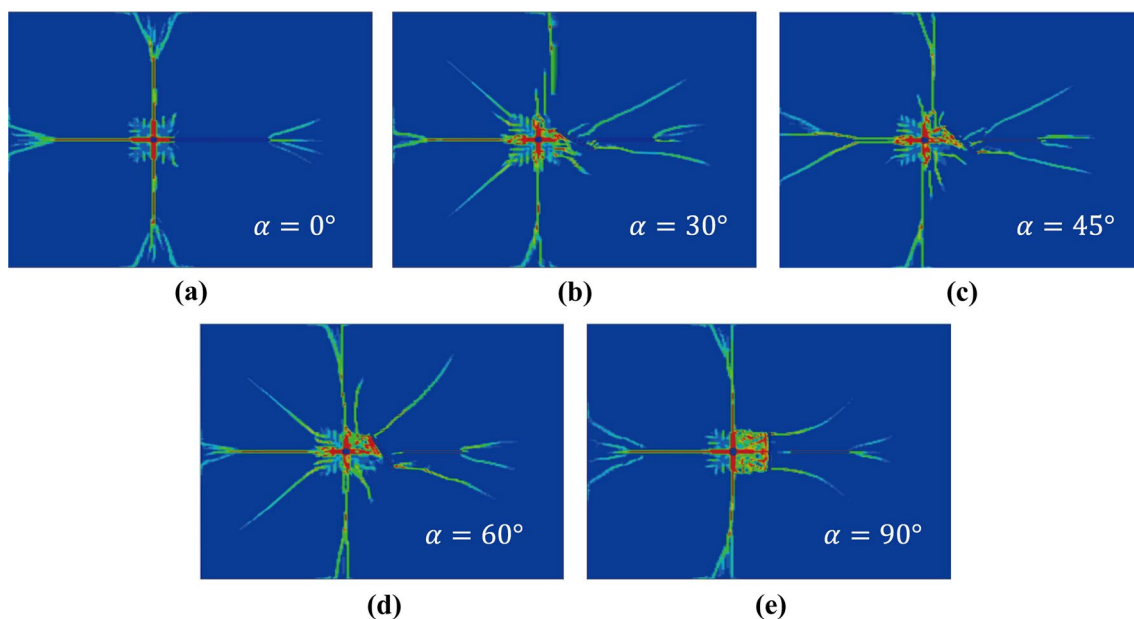 α = 0°
α = 30°
α = 45°
(a)
(b)
(c)
α = 60°
α = 90°
(d)
(e)